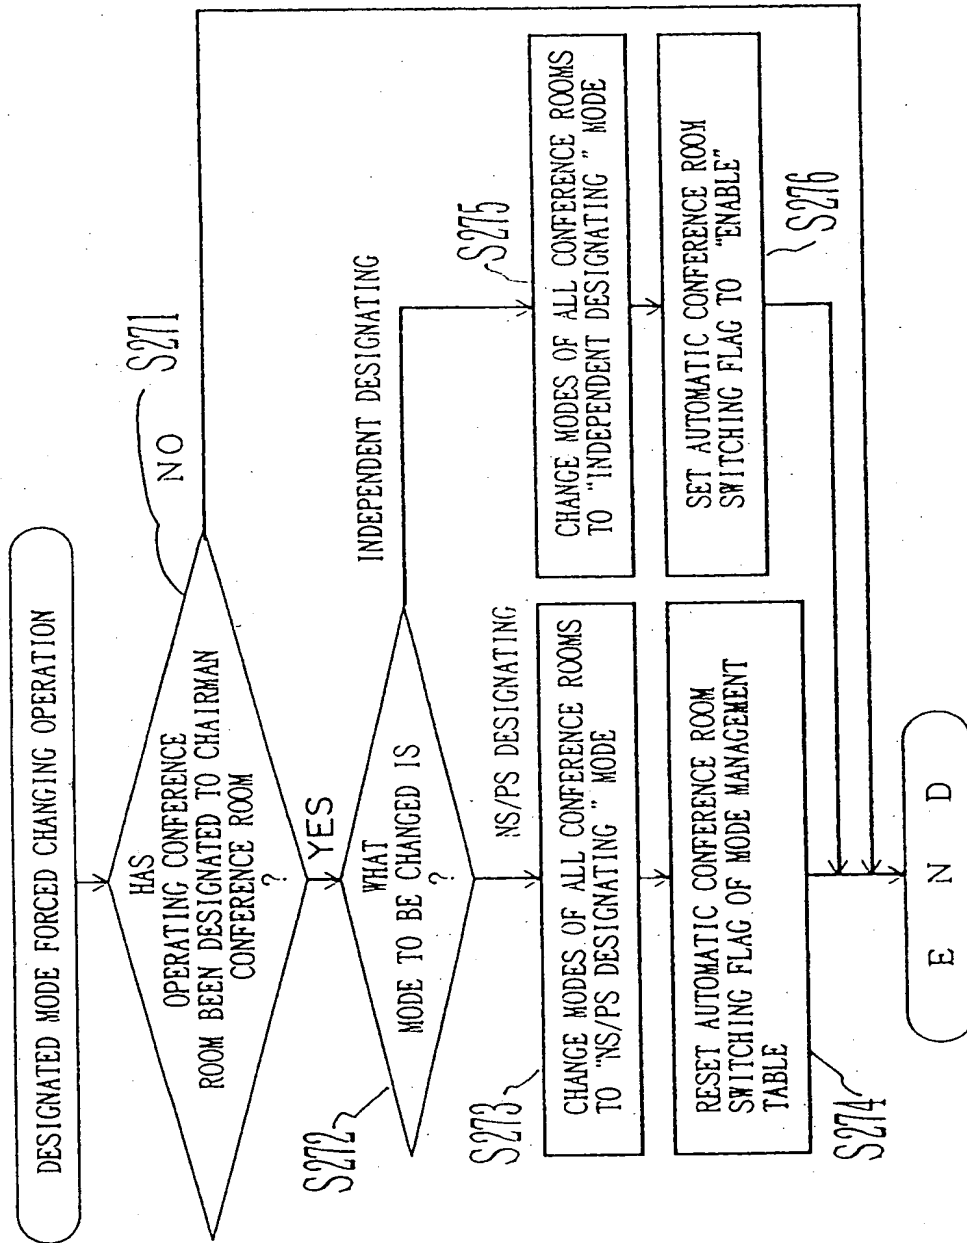 DESIGNATED MODE FORCED CHANGING OPERATION
HAS
OPERATING CONFERENCE
ROOM BEEN DESIGNATED TO CHAIRMAN
CONFERENCE ROOM
?
NO
S271
YES
WHAT
MODE TO BE CHANGED IS
?
S272
NS/PS DESIGNATING
INDEPENDENT DESIGNATING
S273
CHANGE MODES OF ALL CONFERENCE ROOMS
TO "NS/PS DESIGNATING " MODE
S275
CHANGE MODES OF ALL CONFERENCE ROOMS
TO "INDEPENDENT DESIGNATING " MODE
RESET AUTOMATIC CONFERENCE ROOM
SWITCHING FLAG OF MODE MANAGEMENT
TABLE
S274
SET AUTOMATIC CONFERENCE ROOM
SWITCHING FLAG TO "ENABLE"
S276
E N D